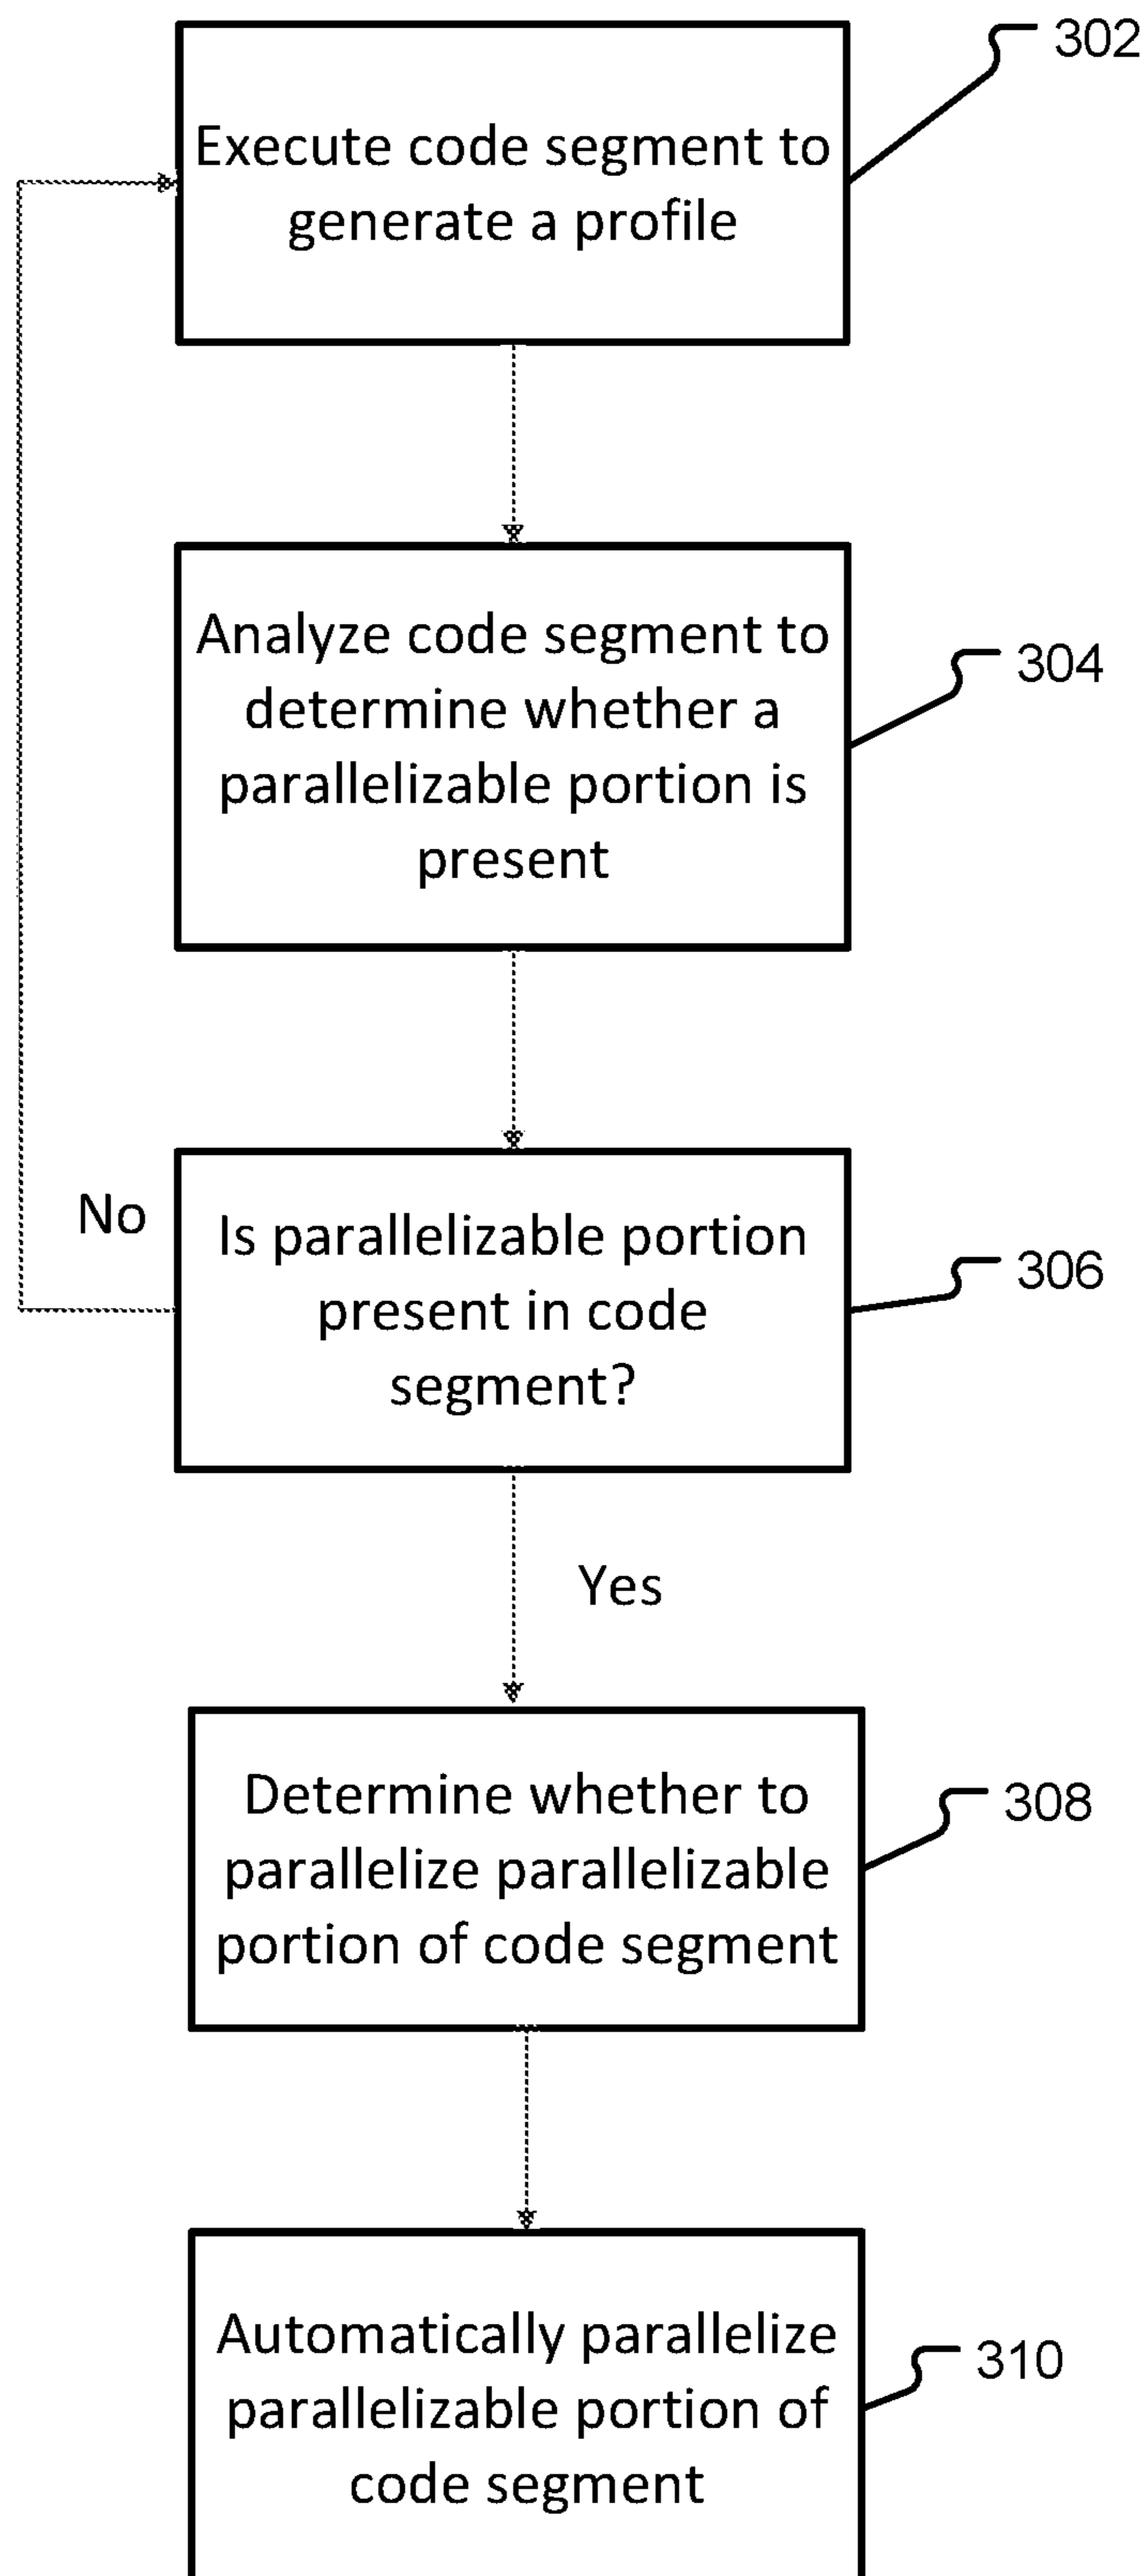 302
Execute code segment to
generate a profile
304
Analyze code segment to
determine whether a
parallelizable portion is
present
306
No
Is parallelizable portion
present in code
segment?
Yes
308
Determine whether to
parallelize parallelizable
portion of code segment
310
Automatically parallelize
parallelizable portion of
code segment